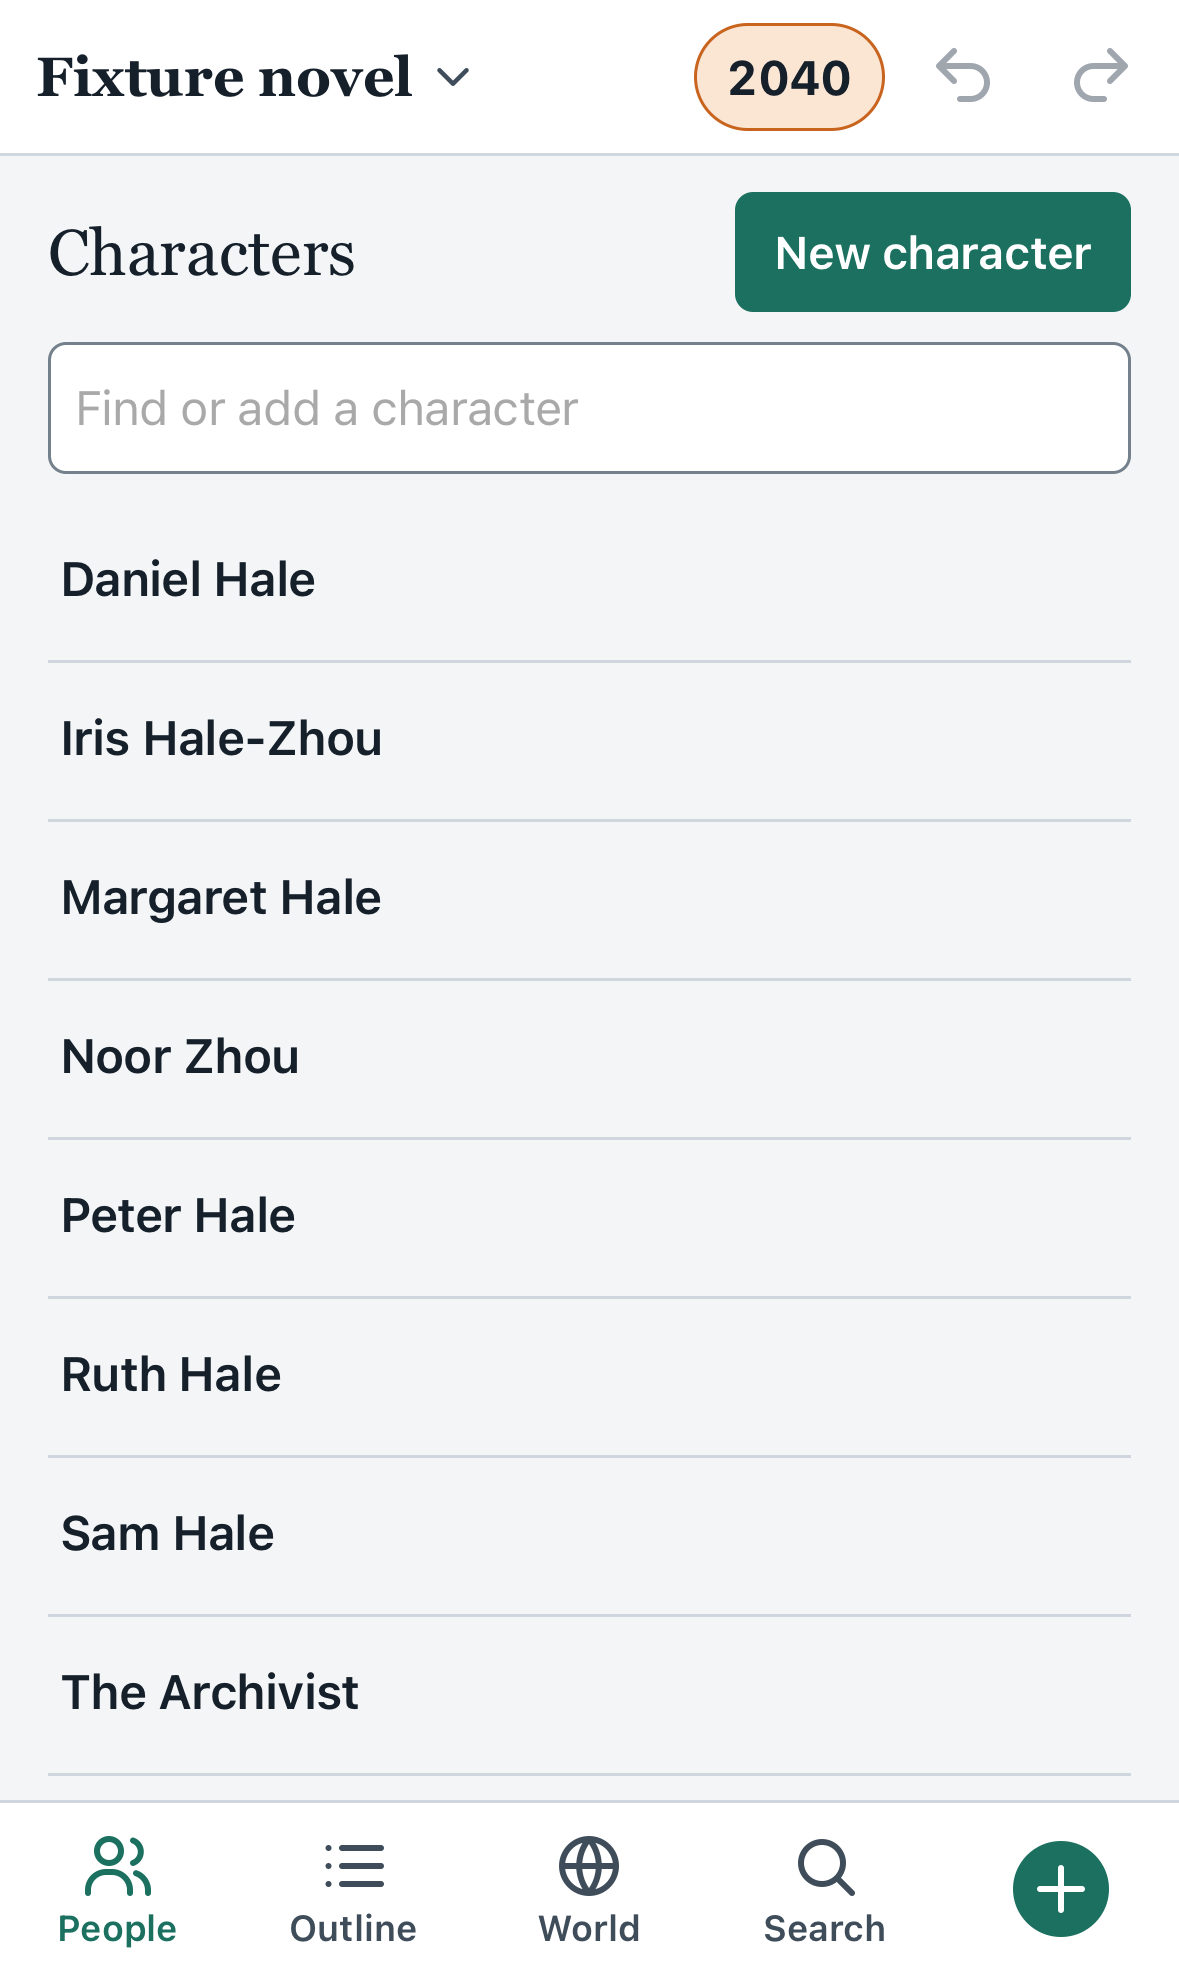 Fixture novel
2040
Characters
New character
Find or add a character
Daniel Hale
Iris Hale-Zhou
Margaret Hale
Noor Zhou
Peter Hale
Ruth Hale
Sam Hale
The Archivist
People
Outline
World
Search